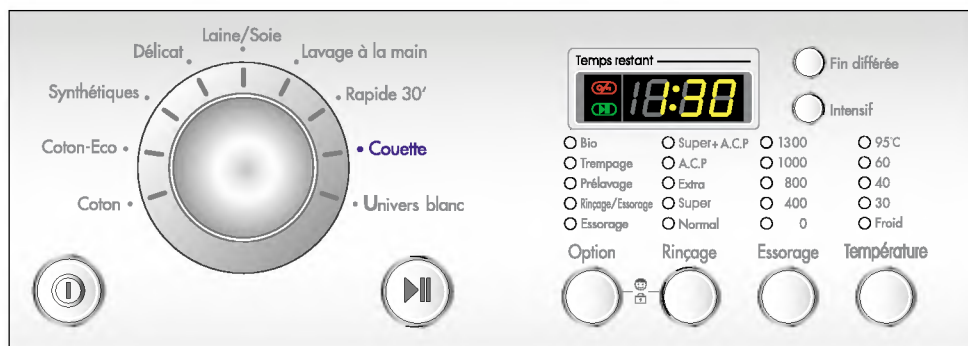 Laine/Soie
Délicat
Lavage à la main
Synthétiques
Rapide 30'
Coton-Eco
Couette
Coton
Univers blanc
Temps restant
1:30
Fin différée
Intensif
Bio
Trempage
Prélavage
Rinçage/Essorage
Essorage
Option
Super+ A.C.P
A.C.P
Extra
Super
Normal
Rinçage
1300
1000
800
400
0
Essorage
95°C
60
40
30
Froid
Température